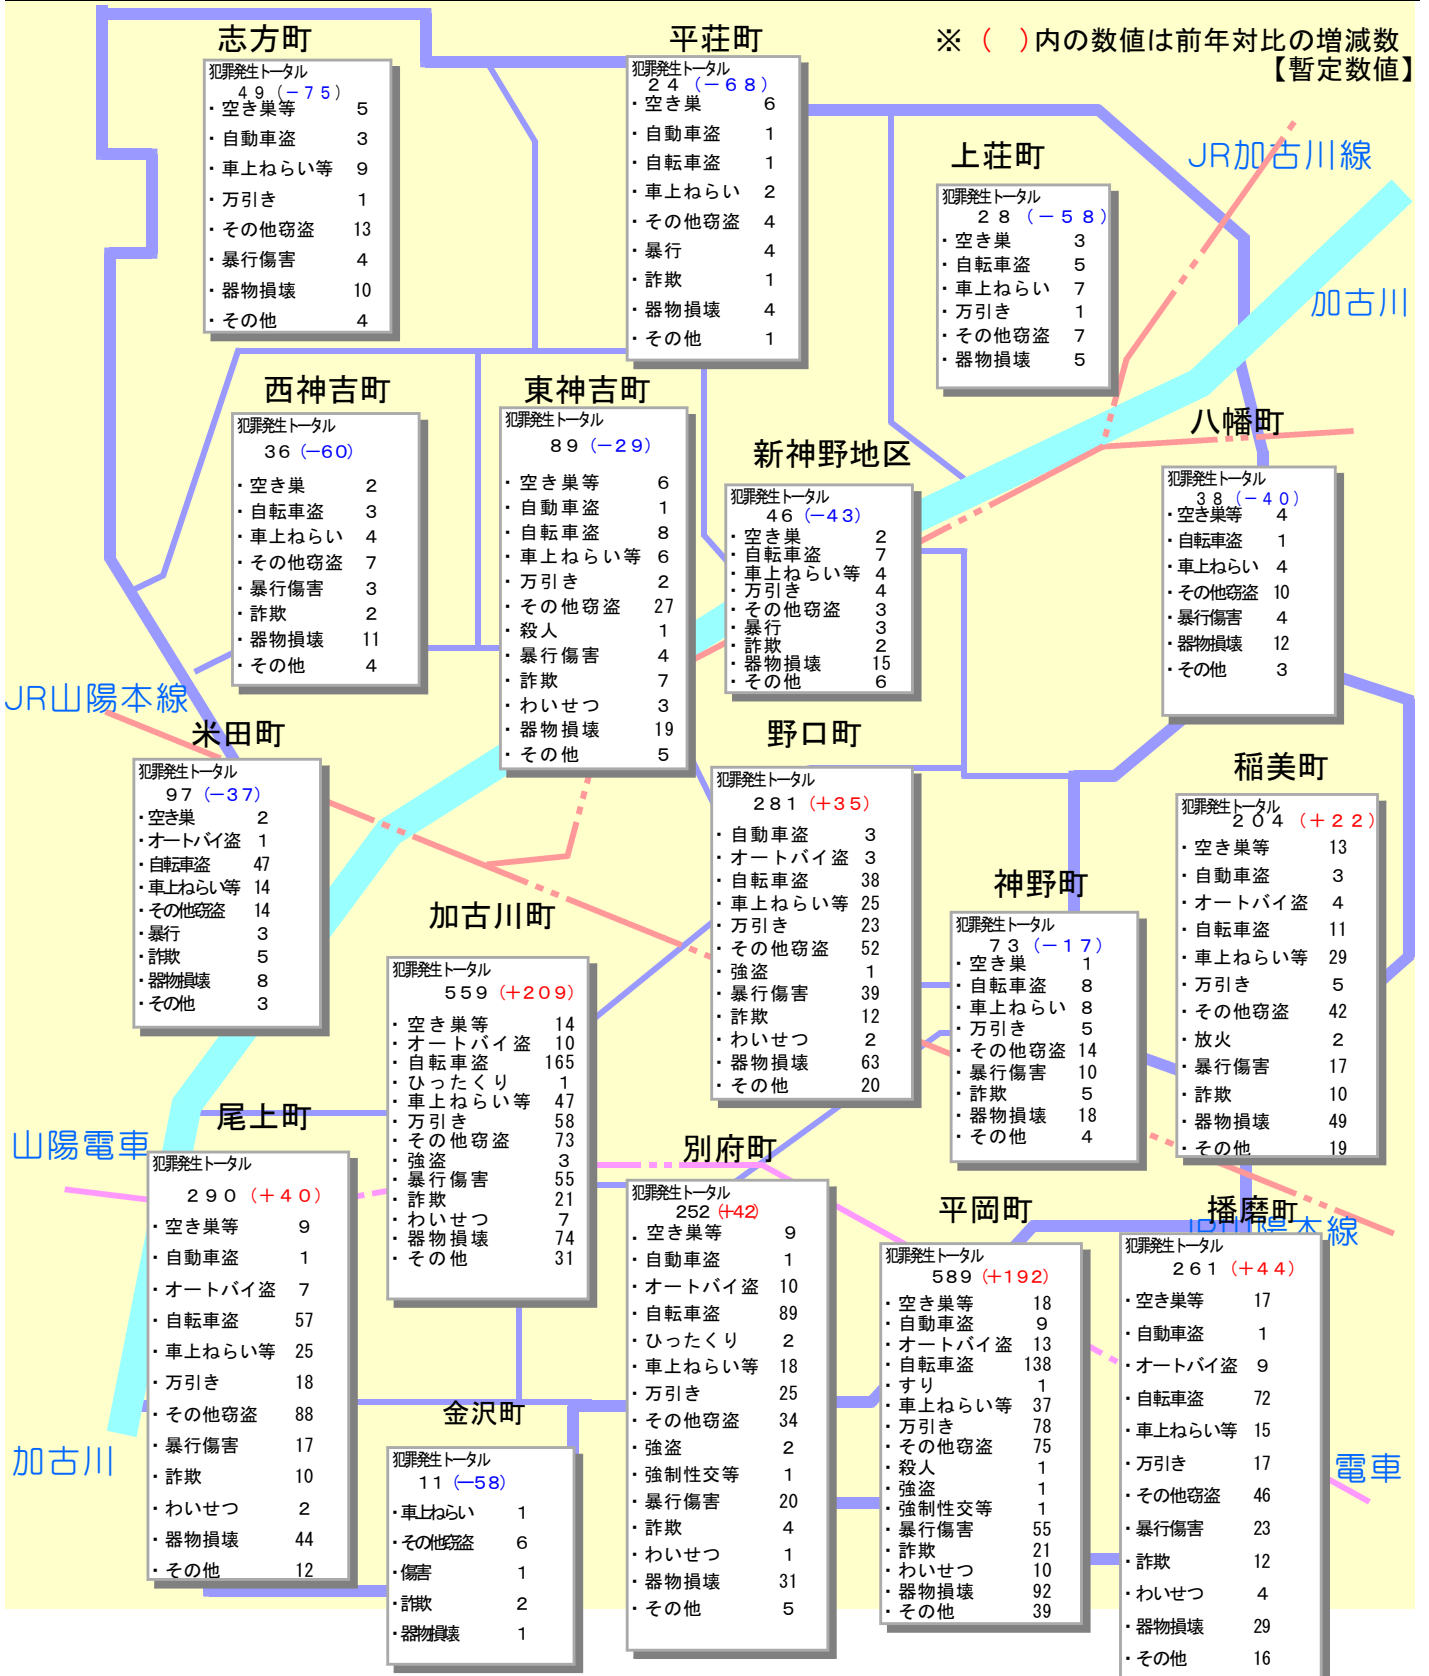 ※（　）内の数値は前年対比の増減数
【暫定数値】
志方町
犯罪発生トータル
４９（－７５）
・空き巣等 5
・自動車盗 3
・車上ねらい等 9
・万引き 1
・その他窃盗 13
・暴行傷害 4
・器物損壊 10
・その他 4
平荘町
犯罪発生トータル
２４（－６８）
・空き巣 6
・自動車盗 1
・自転車盗 1
・車上ねらい 2
・その他窃盗 4
・暴行 4
・詐欺 1
・器物損壊 4
・その他 1
上荘町
犯罪発生トータル
２８（－５８）
・空き巣 3
・自転車盗 5
・車上ねらい 7
・万引き 1
・その他窃盗 7
・器物損壊 5
JR加古川線
加古川
西神吉町
犯罪発生トータル
３６（－６０）
・空き巣 2
・自転車盗 3
・車上ねらい 4
・その他窃盗 7
・暴行傷害 3
・詐欺 2
・器物損壊 11
・その他 4
東神吉町
犯罪発生トータル
８９（－２９）
・空き巣等 6
・自動車盗 1
・自転車盗 8
・車上ねらい等 6
・万引き 2
・その他窃盗 27
・殺人 1
・暴行傷害 4
・詐欺 7
・わいせつ 3
・器物損壊 19
・その他 5
新神野地区
犯罪発生トータル
４６（－４３）
・空き巣 2
・自転車盗 7
・車上ねらい等 4
・万引き 4
・その他窃盗 3
・暴行 3
・詐欺 2
・器物損壊 15
・その他 6
八幡町
犯罪発生トータル
３８（－４０）
・空き巣等 4
・自転車盗 1
・車上ねらい 4
・その他窃盗 10
・暴行傷害 4
・器物損壊 12
・その他 3
JR山陽本線
米田町
犯罪発生トータル
９７（－３７）
・空き巣 2
・オートバイ盗 1
・自転車盗 47
・車上ねらい等 14
・その他窃盗 14
・暴行 3
・詐欺 5
・器物損壊 8
・その他 3
野口町
犯罪発生トータル
２８１（＋３５）
・自動車盗 3
・オートバイ盗 3
・自転車盗 38
・車上ねらい等 25
・万引き 23
・その他窃盗 52
・強盗 1
・暴行傷害 39
・詐欺 12
・わいせつ 2
・器物損壊 63
・その他 20
稲美町
犯罪発生トータル
２０４（＋２２）
・空き巣等 13
・自動車盗 3
・オートバイ盗 4
・自転車盗 11
・車上ねらい等 29
・万引き 5
・その他窃盗 42
・放火 2
・暴行傷害 17
・詐欺 10
・器物損壊 49
・その他 19
加古川町
犯罪発生トータル
５５９（＋２０９）
・空き巣等 14
・オートバイ盗 10
・自転車盗 165
・ひったくり 1
・車上ねらい等 47
・万引き 58
・その他窃盗 73
・強盗 3
・暴行傷害 55
・詐欺 21
・わいせつ 7
・器物損壊 74
・その他 31
神野町
犯罪発生トータル
７３（－１７）
・空き巣 1
・自転車盗 8
・車上ねらい 8
・万引き 5
・その他窃盗 14
・暴行傷害 10
・詐欺 5
・器物損壊 18
・その他 4
山陽電車
尾上町
犯罪発生トータル
２９０（＋４０）
・空き巣等 9
・自動車盗 1
・オートバイ盗 7
・自転車盗 57
・車上ねらい等 25
・万引き 18
・その他窃盗 88
・暴行傷害 17
・詐欺 10
・わいせつ 2
・器物損壊 44
・その他 12
加古川
別府町
犯罪発生トータル
252（＋42）
・空き巣等 9
・自動車盗 1
・オートバイ盗 10
・自転車盗 89
・ひったくり 2
・車上ねらい等 18
・万引き 25
・その他窃盗 34
・強盗 2
・強制性交等 1
・暴行傷害 20
・詐欺 4
・わいせつ 1
・器物損壊 31
・その他 5
平岡町
犯罪発生トータル
５８９（＋１９２）
・空き巣等 18
・自動車盗 9
・オートバイ盗 13
・自転車盗 138
・すり 1
・車上ねらい等 37
・万引き 78
・その他窃盗 75
・殺人 1
・強盗 1
・強制性交等 1
・暴行傷害 55
・詐欺 21
・わいせつ 10
・器物損壊 92
・その他 39
JR山陽本線
播磨町
犯罪発生トータル
２６１（＋４４）
・空き巣等 17
・自動車盗 1
・オートバイ盗 9
・自転車盗 72
・車上ねらい等 15
・万引き 17
・その他窃盗 46
・暴行傷害 23
・詐欺 12
・わいせつ 4
・器物損壊 29
・その他 16
電車
金沢町
犯罪発生トータル
１１（－５８）
・車上ねらい 1
・その他窃盗 6
・傷害 1
・詐欺 2
・器物損壊 1